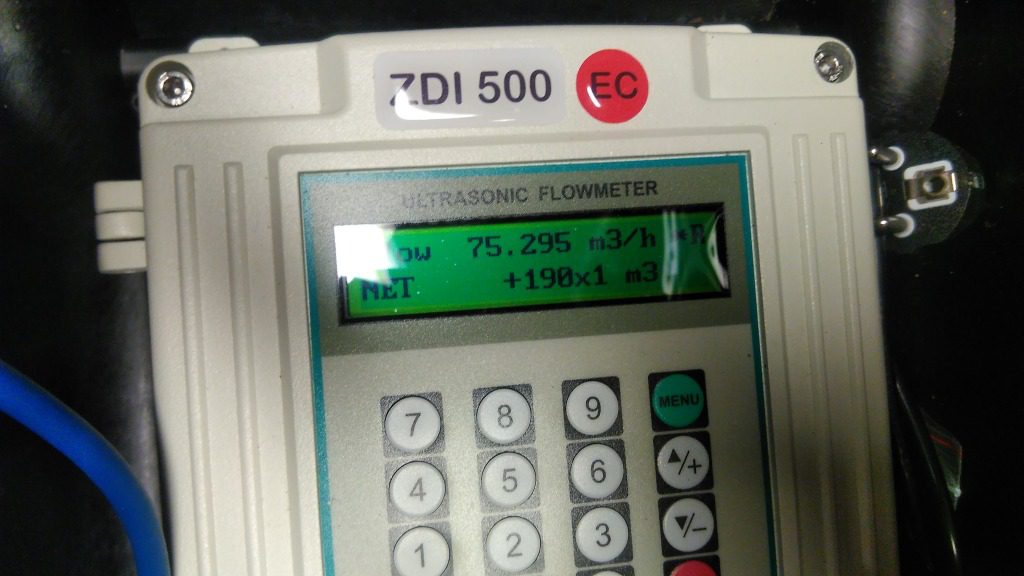 ZDI 500 EC
ULTRASONIC FLOWMETER
Flow 75.295 m3/h *R
NET +190x1 m3
7 8 9 MENU
4 5 6 ▲/+
1 2 3 ▼/−